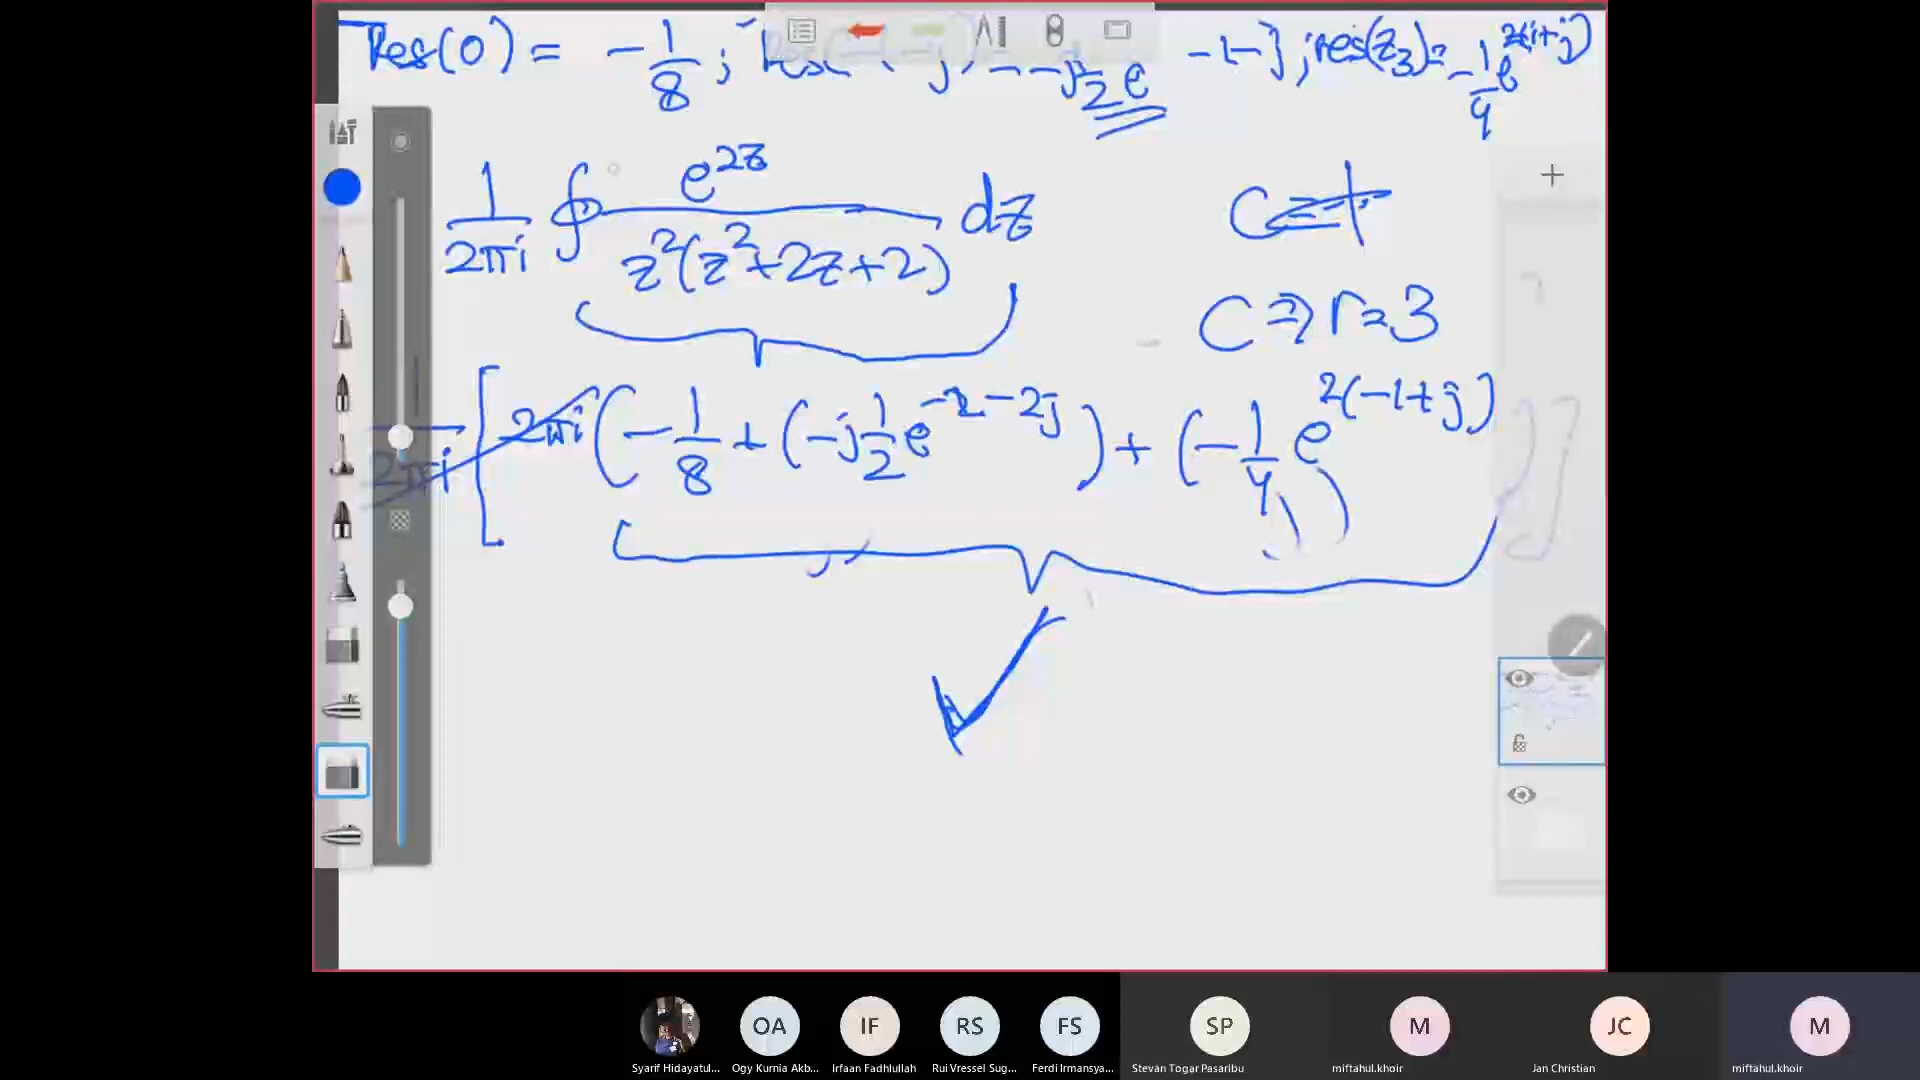 Res(0) = -1/8 ; ; res(z₃) = -1/4 e
1/2πi ∮ e^2z / z²(z²+2z+2) dz
C ⇒ r=3
[2πi(-1/8 + (-j 1/2 e^-2-2j) + (-1/4 e^2(-1+j)))
2πi
OA IF RS FS SP M JC M
Syarif Hidayatul... Ogy Kurnia Akb... Irfaan Fadhlullah Rui Vressel Sug... Ferdi Irmansya... Stevan Togar Pasaribu miftahul.khoir Jan Christian miftahul.khoir